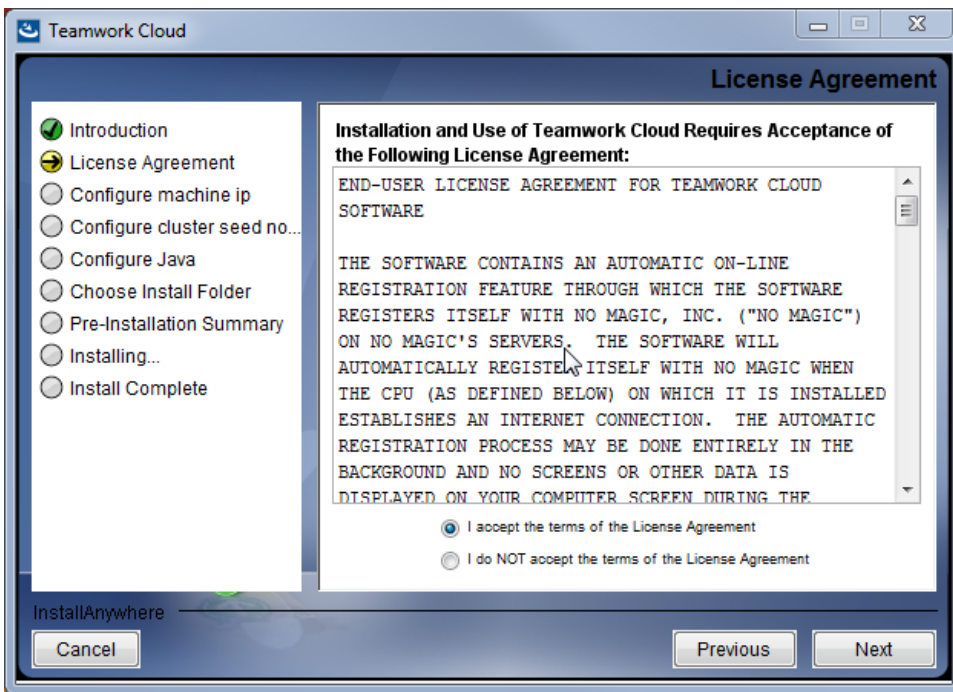 Teamwork Cloud
License Agreement
Introduction
License Agreement
Configure machine ip
Configure cluster seed no...
Configure Java
Choose Install Folder
Pre-Installation Summary
Installing...
Install Complete
Installation and Use of Teamwork Cloud Requires Acceptance of
the Following License Agreement:
END-USER LICENSE AGREEMENT FOR TEAMWORK CLOUD
SOFTWARE
THE SOFTWARE CONTAINS AN AUTOMATIC ON-LINE
REGISTRATION FEATURE THROUGH WHICH THE SOFTWARE
REGISTERS ITSELF WITH NO MAGIC, INC. ("NO MAGIC")
ON NO MAGIC'S SERVERS.  THE SOFTWARE WILL
AUTOMATICALLY REGISTER ITSELF WITH NO MAGIC WHEN
THE CPU (AS DEFINED BELOW) ON WHICH IT IS INSTALLED
ESTABLISHES AN INTERNET CONNECTION.  THE AUTOMATIC
REGISTRATION PROCESS MAY BE DONE ENTIRELY IN THE
BACKGROUND AND NO SCREENS OR OTHER DATA IS
DISPLAYED ON YOUR COMPUTER SCREEN DURING THE
I accept the terms of the License Agreement
I do NOT accept the terms of the License Agreement
InstallAnywhere
Cancel
Previous
Next